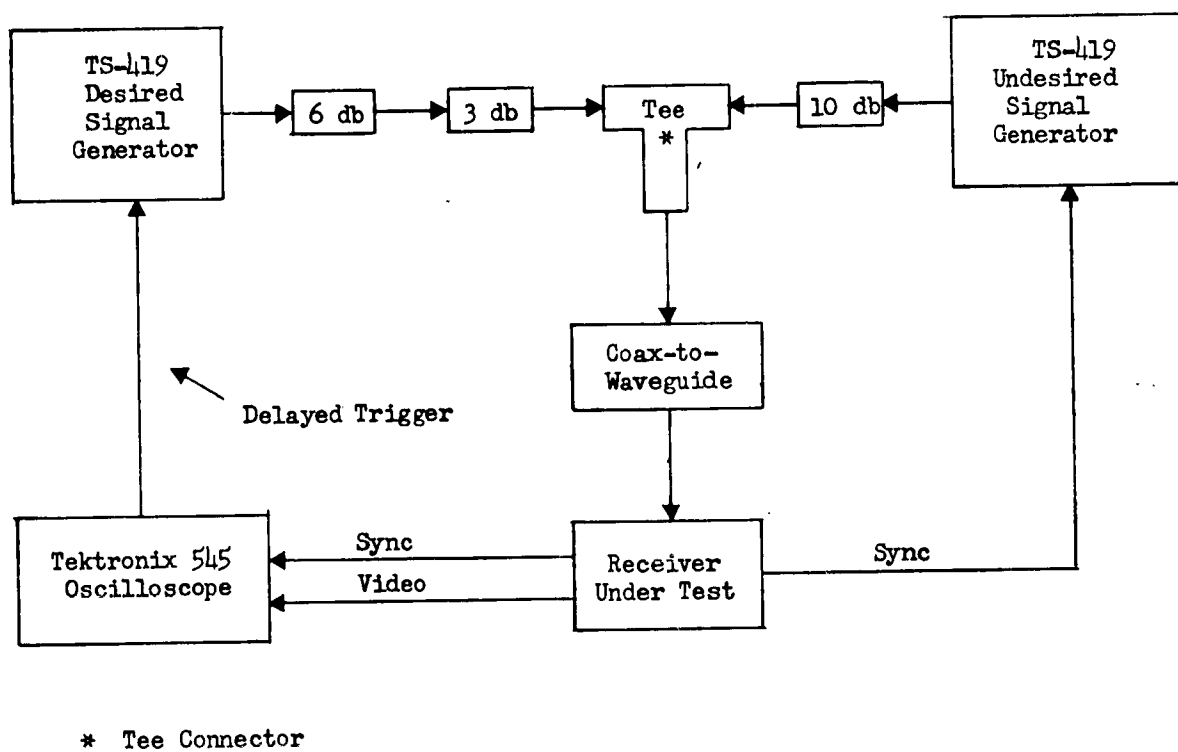 TS-419
Desired
Signal
Generator
6 db
3 db
Tee
*
10 db
TS-419
Undesired
Signal
Generator
Coax-to-
Waveguide
Delayed Trigger
Tektronix 545
Oscilloscope
Sync
Video
Receiver
Under Test
Sync
* Tee Connector